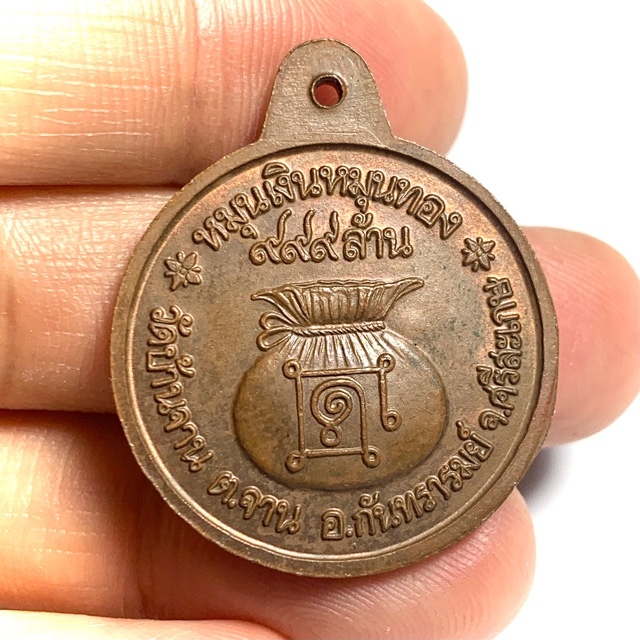 หมุนเงินหมุนทอง
๙๙๙ล้าน
วัดบ้านจาน ต.จาน อ.กันทรารมย์ จ.ศรีสะเกษ